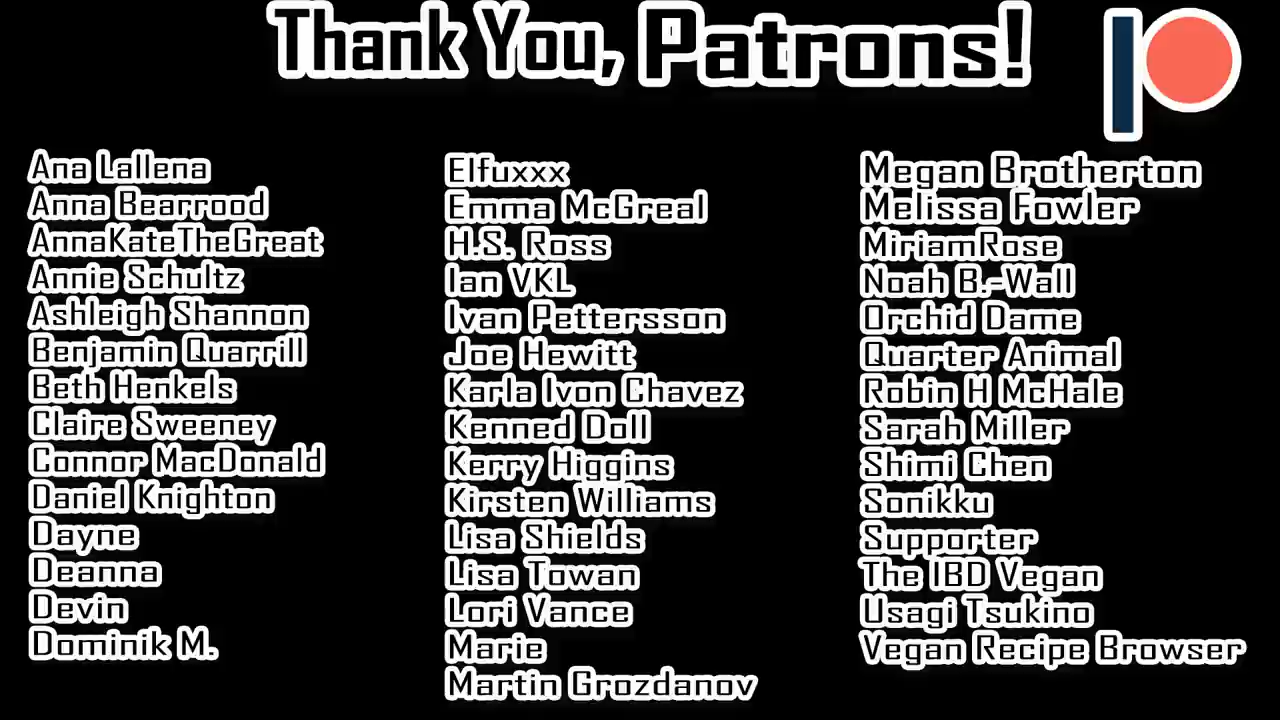 Thank You, Patrons!
Ana Lallena
Anna Bearrood
AnnaKateTheGreat
Annie Schultz
Ashleigh Shannon
Benjamin Quarrill
Beth Henkels
Claire Sweeney
Connor MacDonald
Daniel Knighton
Dayne
Deanna
Devin
Dominik M.
Elfuxxx
Emma McGreal
H.S. Ross
Ian VKL
Ivan Pettersson
Joe Hewitt
Karla Ivon Chavez
Kenned Doll
Kerry Higgins
Kirsten Williams
Lisa Shields
Lisa Towan
Lori Vance
Marie
Martin Grozdanov
Megan Brotherton
Melissa Fowler
MiriamRose
Noah B.-Wall
Orchid Dame
Quarter Animal
Robin H McHale
Sarah Miller
Shimi Chen
Sonikku
Supporter
The IBD Vegan
Usagi Tsukino
Vegan Recipe Browser